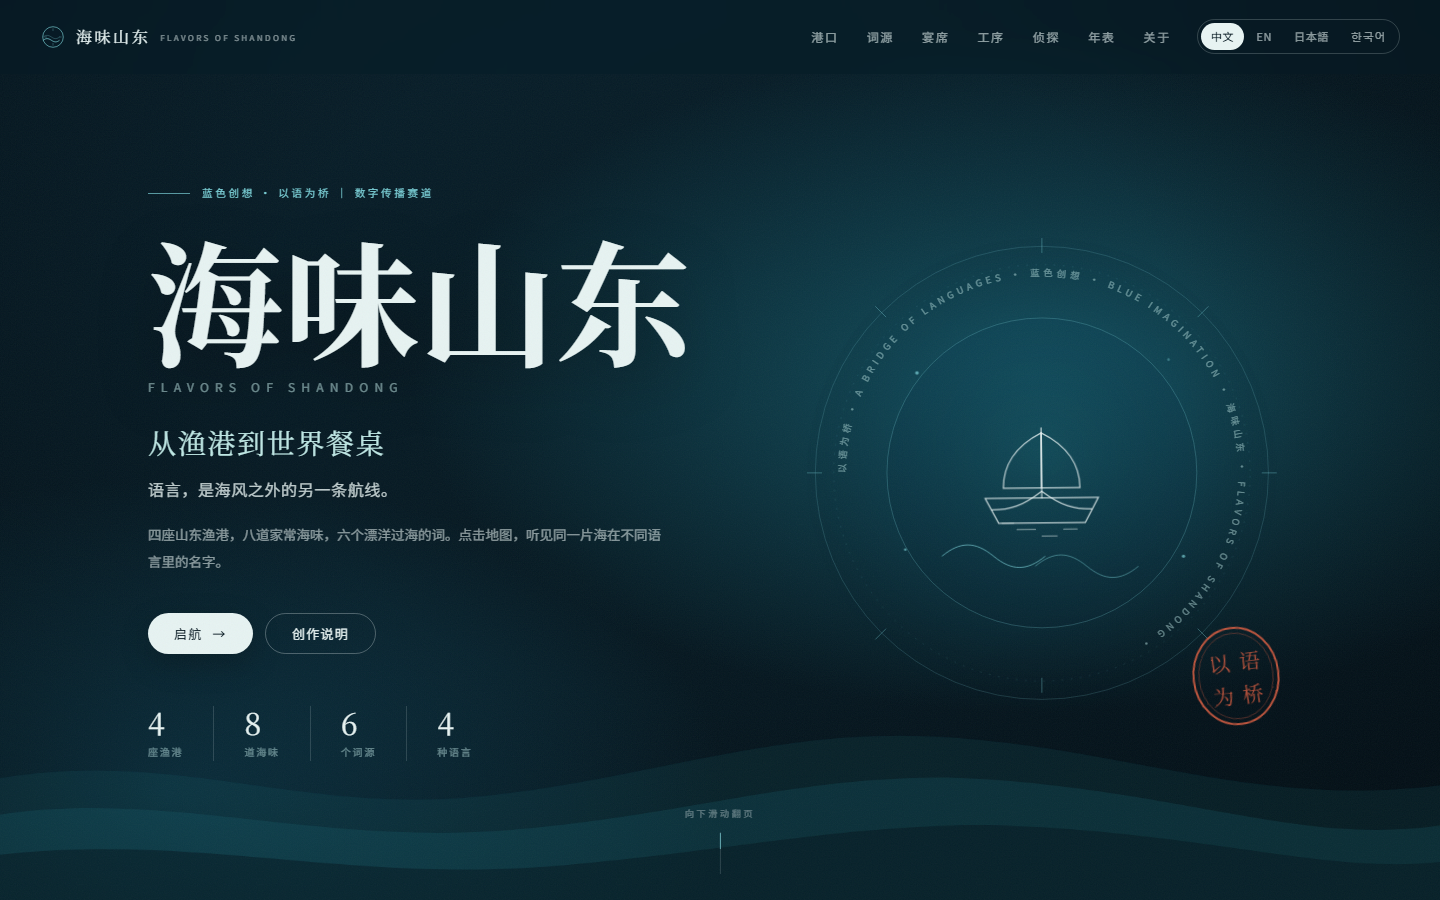 海味山东 FLAVORS OF SHANDONG
港口 词源 宴席 工序 侦探 年表 关于 中文 EN 日本語 한국어
蓝色创想 · 以语为桥 | 数字传播赛道
海味山东
FLAVORS OF SHANDONG
从渔港到世界餐桌
语言，是海风之外的另一条航线。
四座山东渔港，八道家常海味，六个漂洋过海的词。点击地图，听见同一片海在不同语
言里的名字。
启航 →
创作说明
4
座渔港
8
道海味
6
个词源
4
种语言
以语为桥 · A BRIDGE OF LANGUAGES · 蓝色创想 · BLUE IMAGINATION · 海味山东 · FLAVORS OF SHANDONG ·
以语
为桥
向下滑动翻页